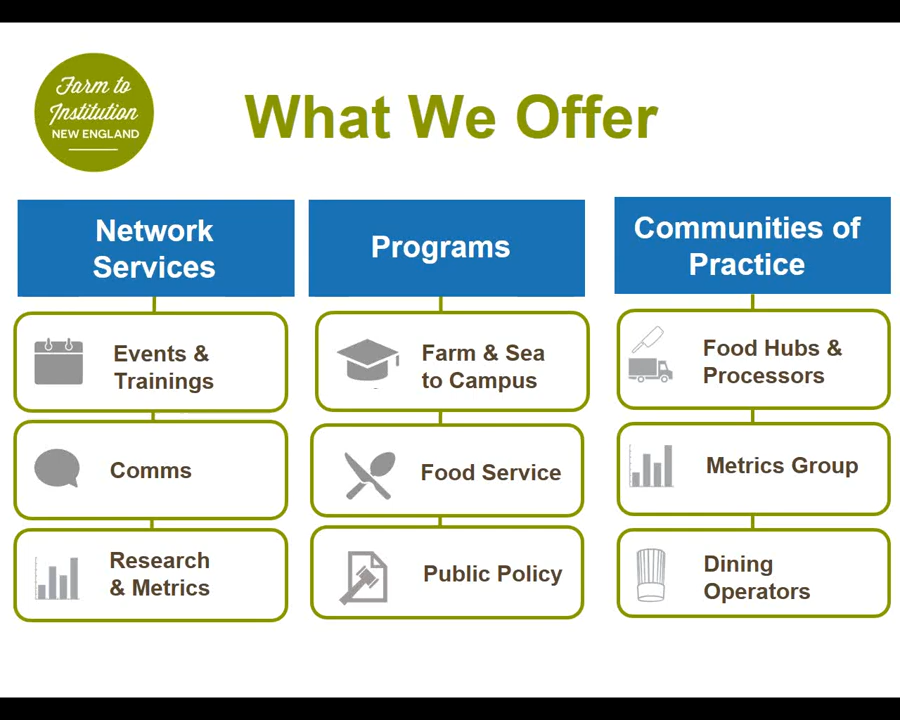 Farm to
Institution
NEW ENGLAND
What We Offer
Network
Services
Events &
Trainings
Comms
Research
& Metrics
Programs
Farm & Sea
to Campus
Food Service
Public Policy
Communities of
Practice
Food Hubs &
Processors
Metrics Group
Dining
Operators